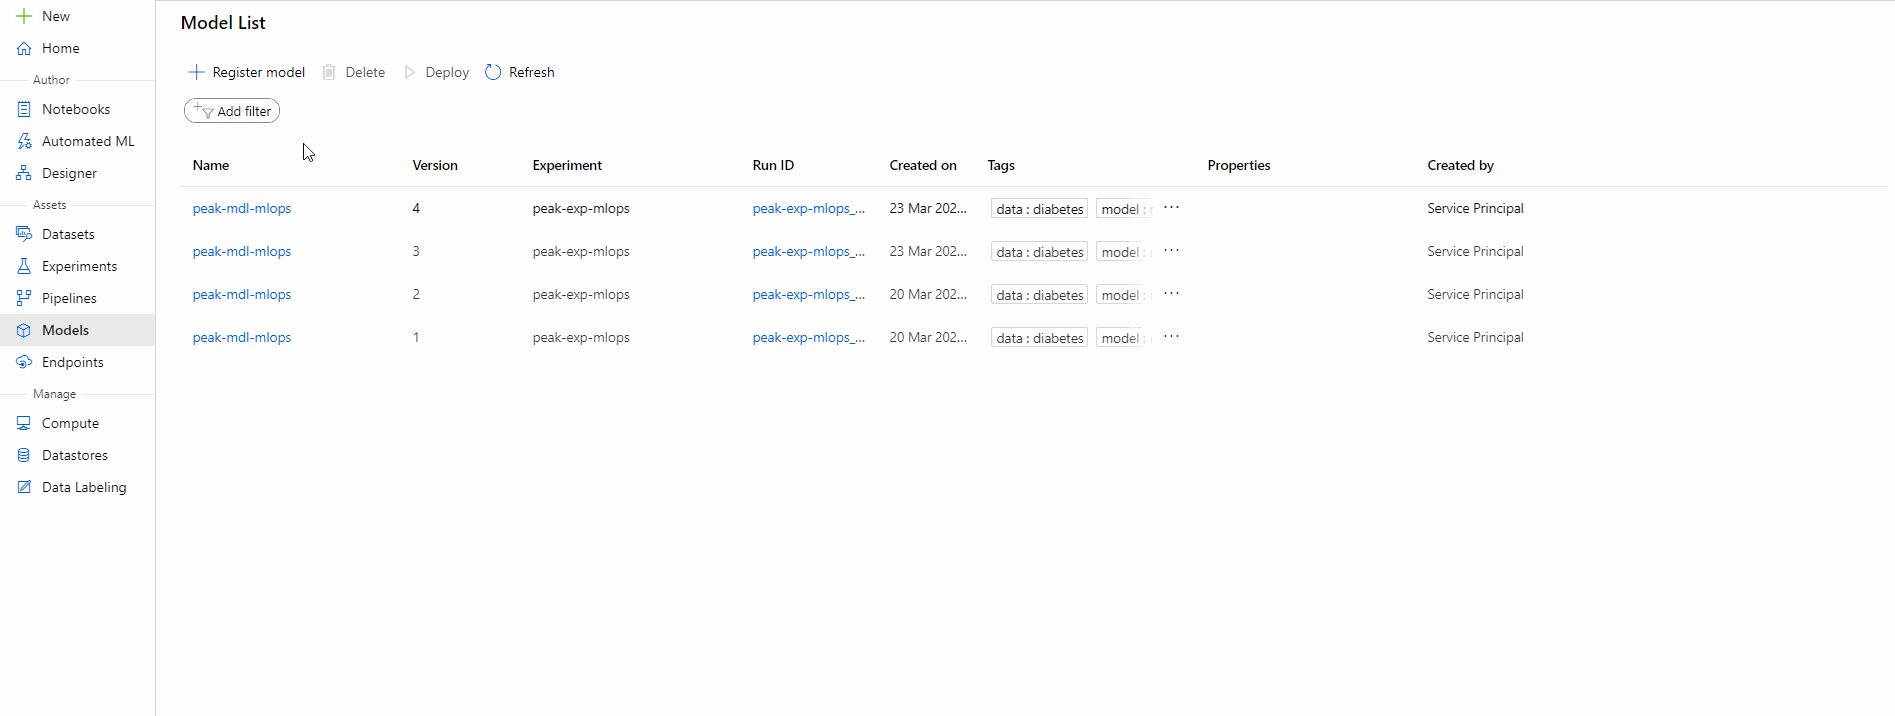 New
Home
Author
Notebooks
Automated ML
Designer
Assets
Datasets
Experiments
Pipelines
Models
Endpoints
Manage
Compute
Datastores
Data Labeling
Model List
Register model Delete Deploy Refresh
Add filter
Name Version Experiment Run ID Created on Tags Properties Created by
peak-mdl-mlops 4 peak-exp-mlops peak-exp-mlops_... 23 Mar 202... data : diabetes model : ... Service Principal
peak-mdl-mlops 3 peak-exp-mlops peak-exp-mlops_... 23 Mar 202... data : diabetes model : ... Service Principal
peak-mdl-mlops 2 peak-exp-mlops peak-exp-mlops_... 20 Mar 202... data : diabetes model : ... Service Principal
peak-mdl-mlops 1 peak-exp-mlops peak-exp-mlops_... 20 Mar 202... data : diabetes model : ... Service Principal